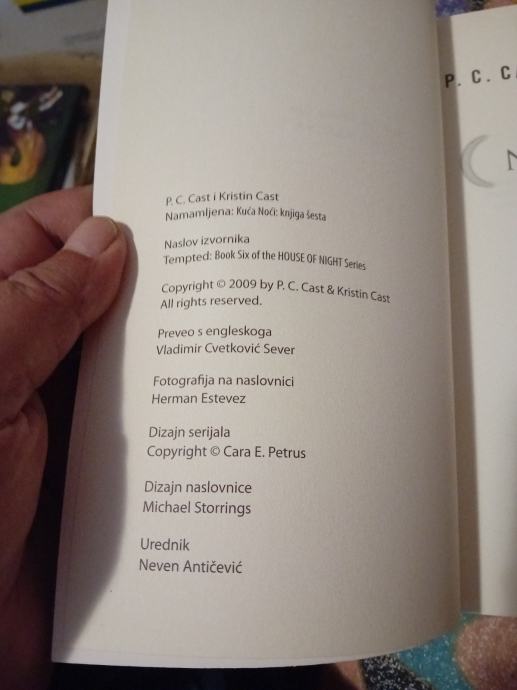 P. C. Cast i Kristin Cast
Namamljena: Kuća Noći: knjiga šesta
Naslov izvornika
Tempted: Book Six of the HOUSE OF NIGHT Series
Copyright © 2009 by P. C. Cast & Kristin Cast
All rights reserved.
Preveo s engleskoga
Vladimir Cvetković Sever
Fotografija na naslovnici
Herman Estevez
Dizajn serijala
Copyright © Cara E. Petrus
Dizajn naslovnice
Michael Storrings
Urednik
Neven Antičević
P. C. C